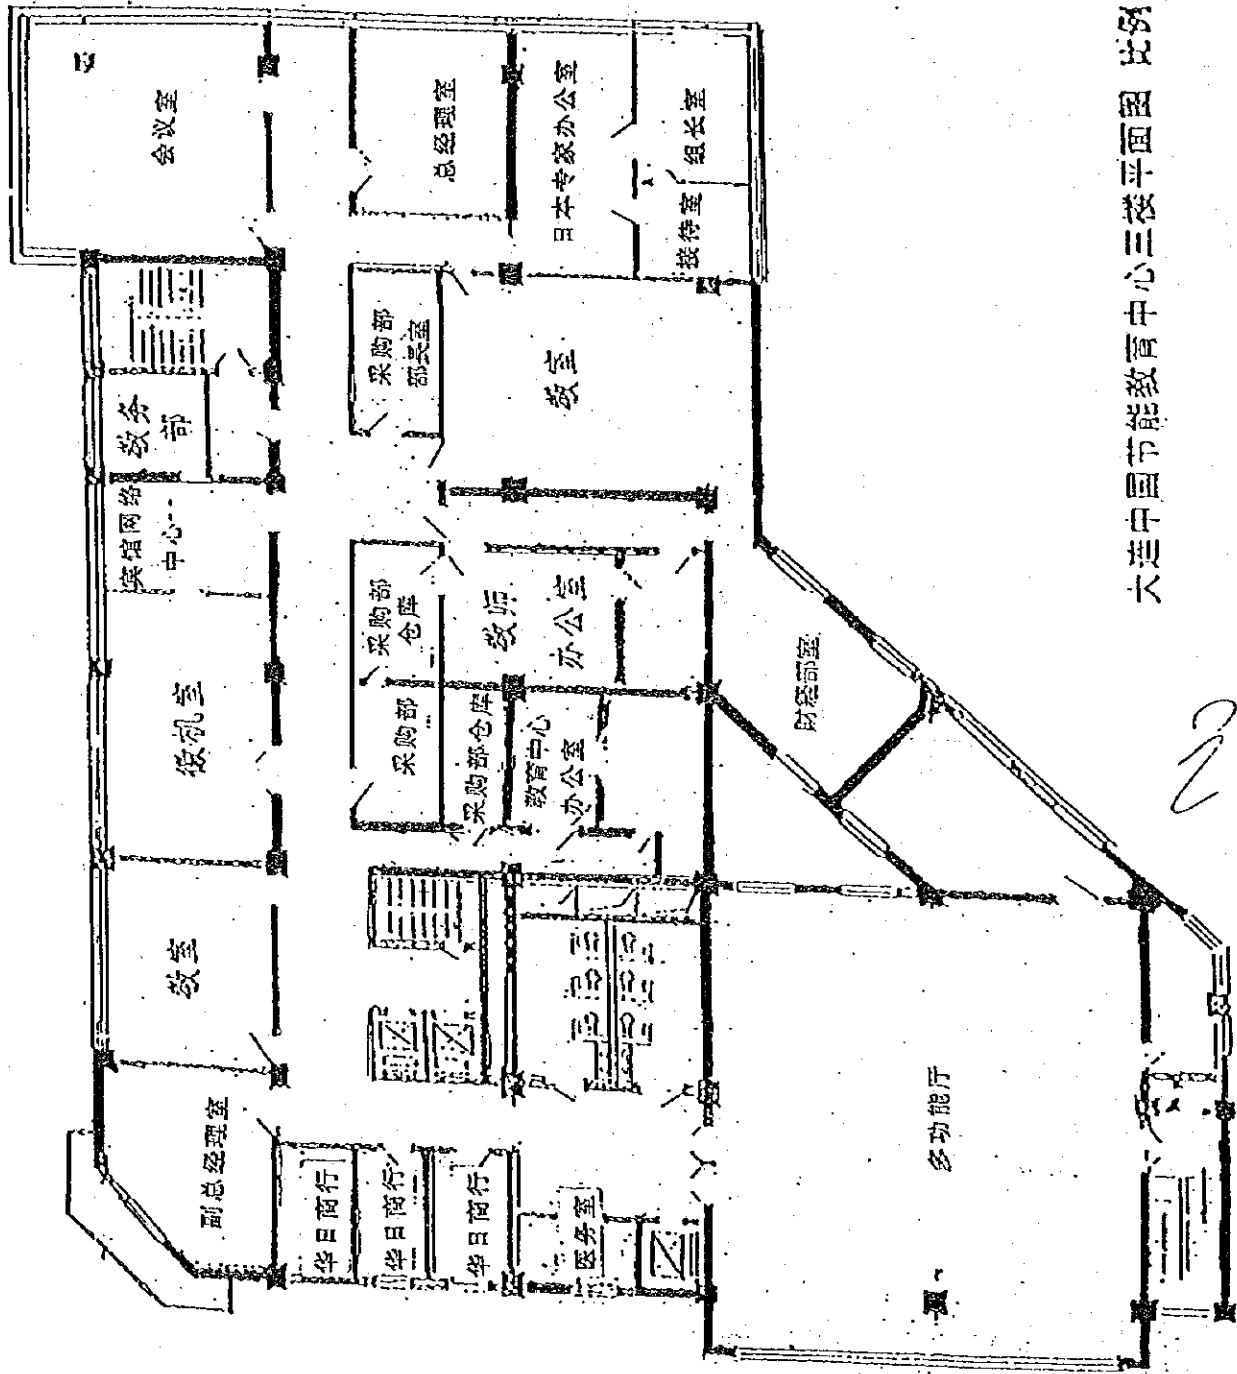 大连中国节能教育中心三楼平面图 比例
会议室
总经理室
日本专家办公室
组长室
接待室
采购部
部长室
教室
教务
部
宾馆网络
中心
微机室
采购部
仓库
教师
办公室
采购部
采购部仓库
教育中心
办公室
财务部室
教室
副总经理室
华日商行
华日商行
华日商行
医务室
多功能厅
2